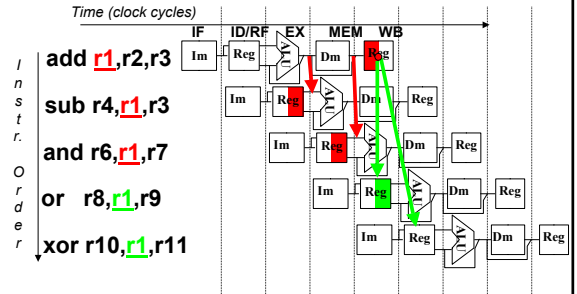 Time (clock cycles)
IF ID/RF EX MEM WB
Instr. Order
add r1,r2,r3 Im Reg ALU Dm Reg
sub r4,r1,r3 Im Reg ALU Dm Reg
and r6,r1,r7 Im Reg ALU Dm Reg
or r8,r1,r9 Im Reg ALU Dm Reg
xor r10,r1,r11 Im Reg ALU Dm Reg